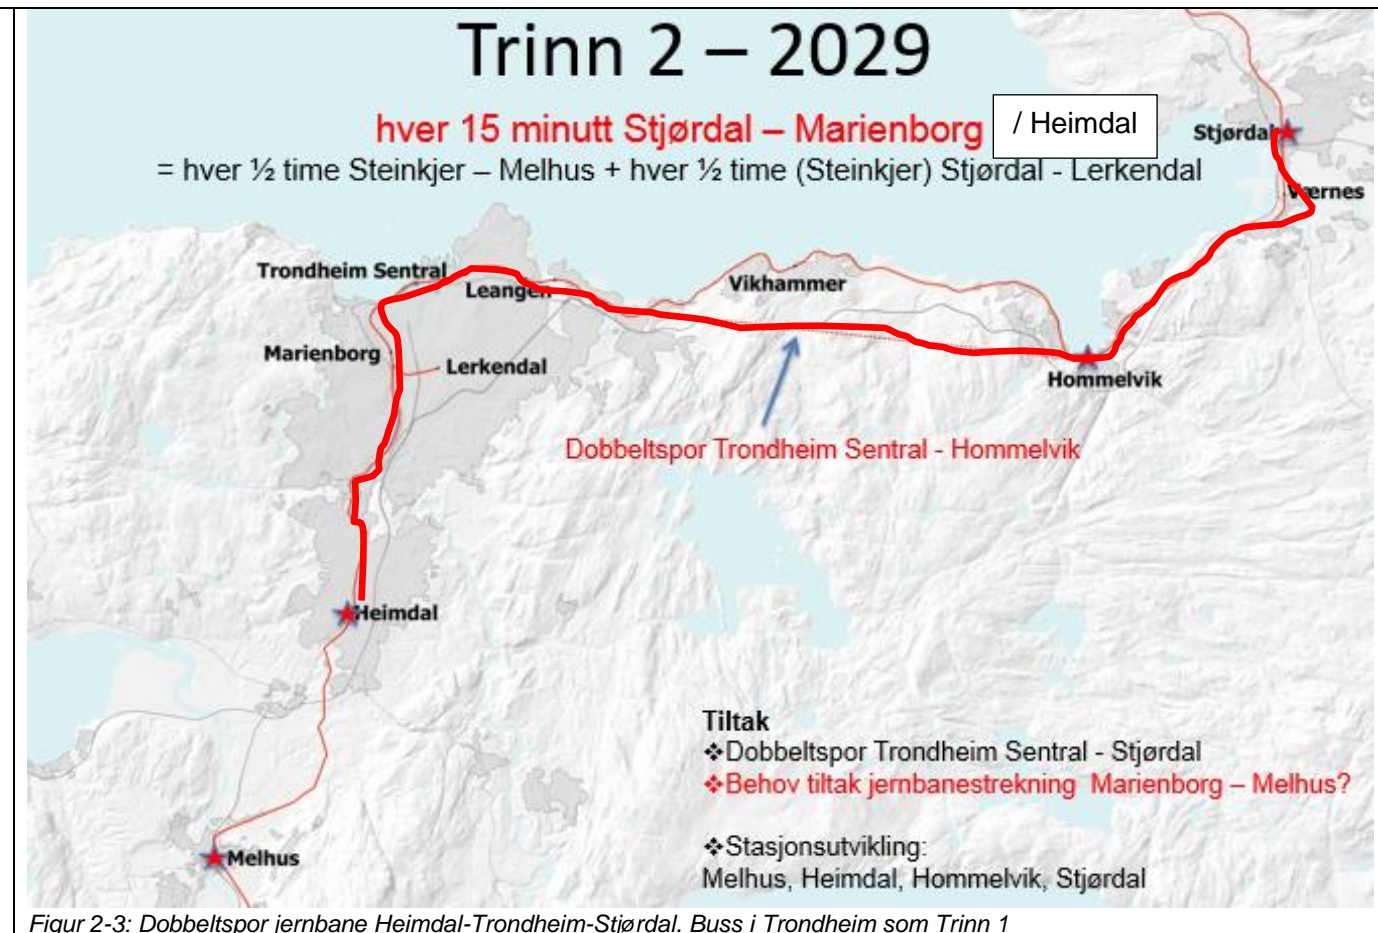 Trinn 2 – 2029
hver 15 minutt Stjørdal – Marienborg / Heimdal
= hver ½ time Steinkjer – Melhus + hver ½ time (Steinkjer) Stjørdal - Lerkendal
Stjørdal
Værnes
Trondheim Sentral
Leangen
Vikhammer
Marienborg
Lerkendal
Hommelvik
Dobbeltspor Trondheim Sentral - Hommelvik
Heimdal
Melhus
Tiltak
❖Dobbeltspor Trondheim Sentral - Stjørdal
❖Behov tiltak jernbanestrekning Marienborg – Melhus?
❖Stasjonsutvikling:
Melhus, Heimdal, Hommelvik, Stjørdal
Figur 2-3: Dobbeltspor jernbane Heimdal-Trondheim-Stjørdal. Buss i Trondheim som Trinn 1